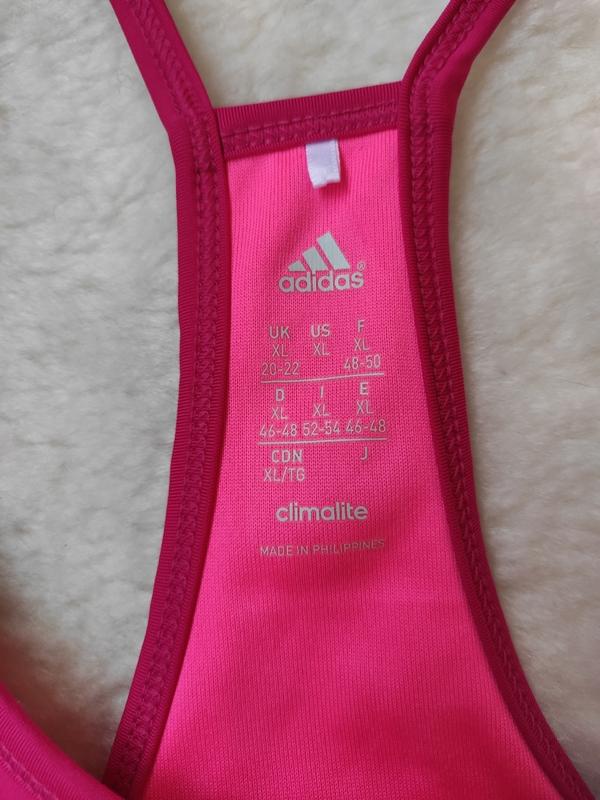 adidas®
UK US F
XL XL XL
20-22 48-50
D I E
XL XL XL
46-48 52-54 46-48
CDN J
XL/TG
climalite
MADE IN PHILIPPINES